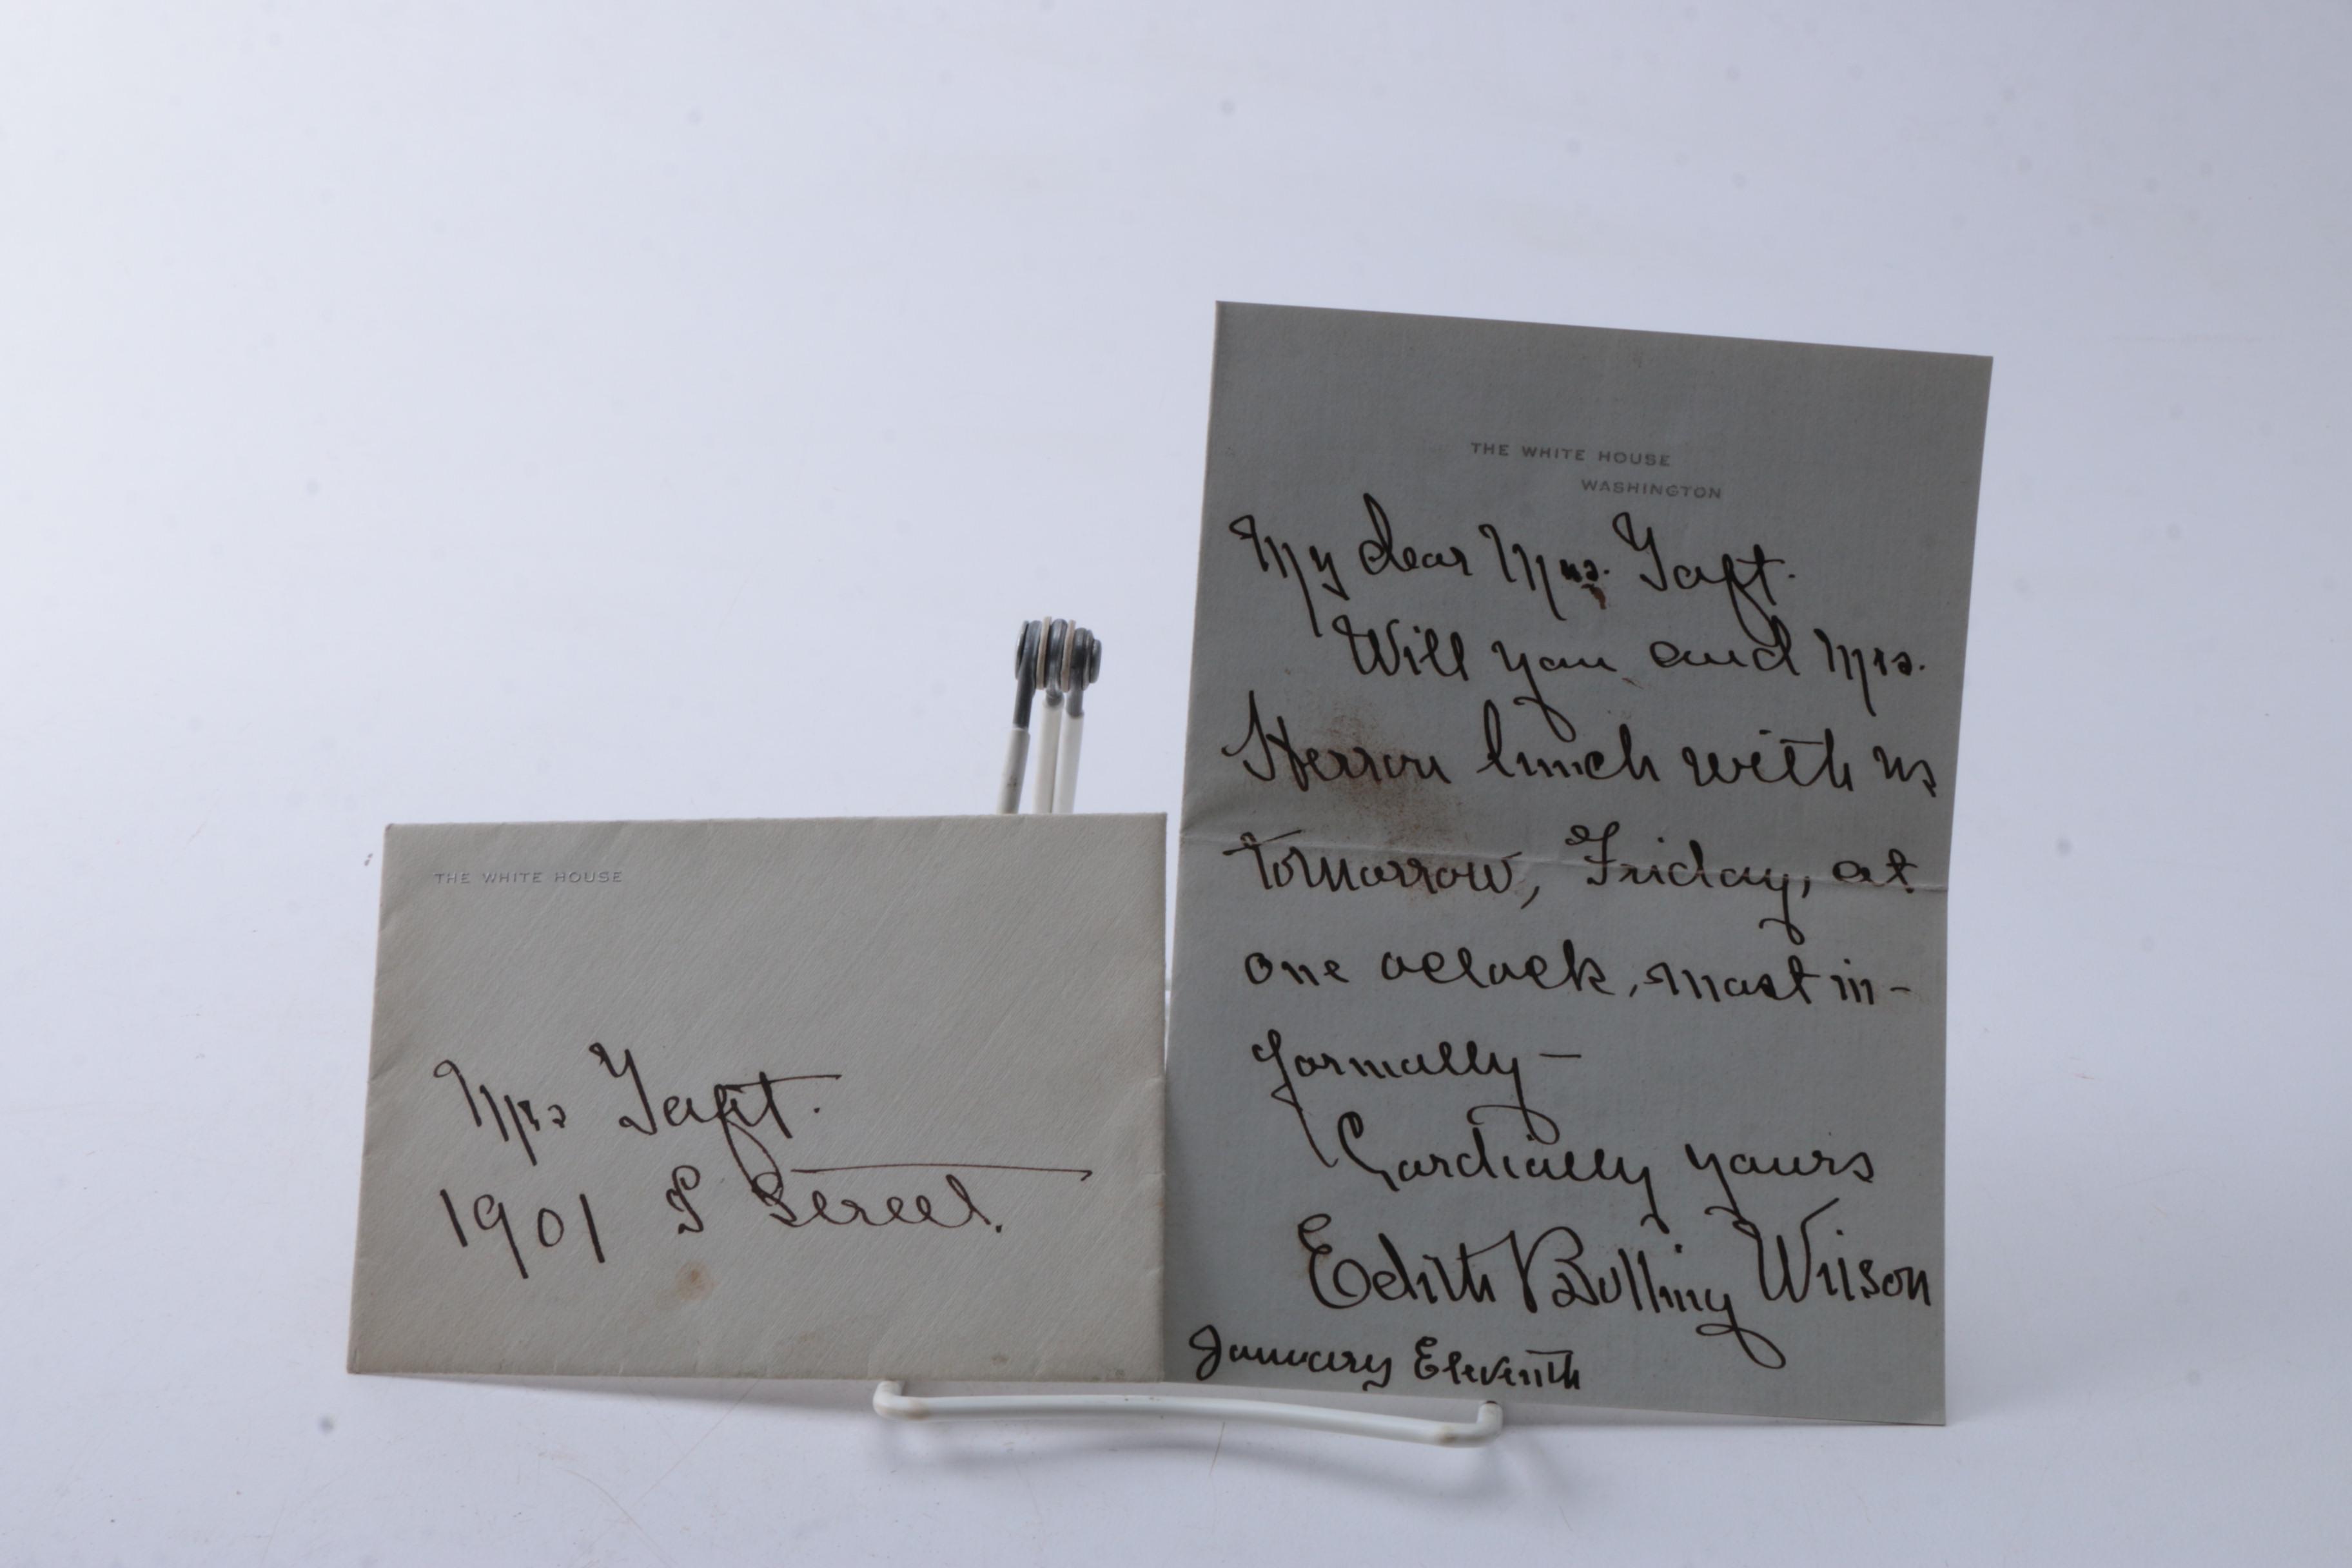 THE WHITE HOUSE
Mrs Taft.
1901 P Street.
THE WHITE HOUSE
WASHINGTON
My dear Mrs. Taft.
Will you and Mrs.
Herron lunch with us
tomorrow, Friday, at
one oclock, most in-
formally —
Cordially yours
Edith Bolling Wilson
January Eleventh